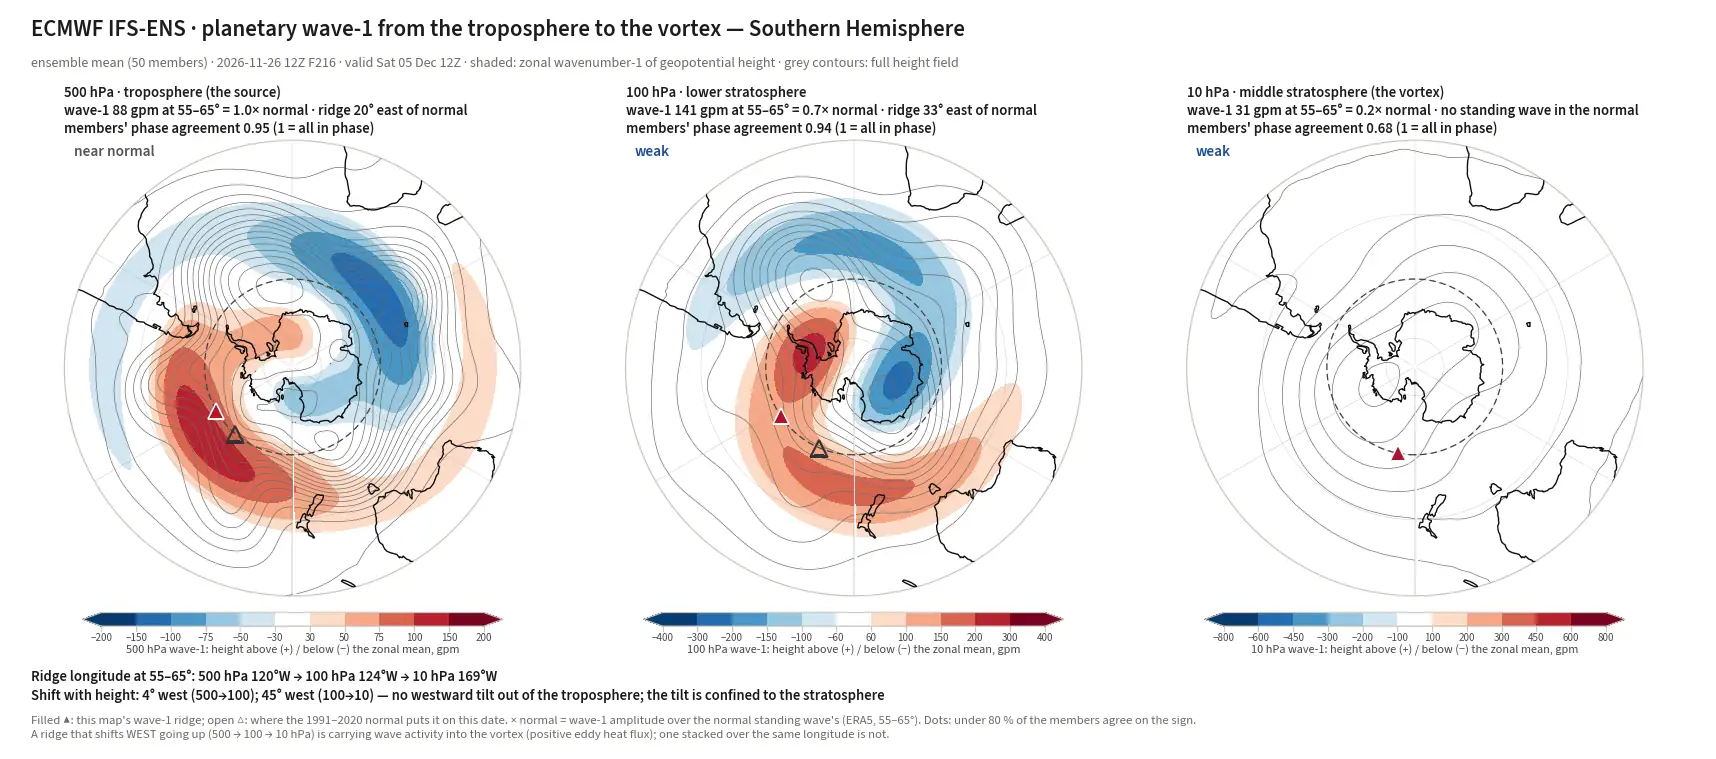 ECMWF IFS-ENS · planetary wave-1 from the troposphere to the vortex — Southern Hemisphere
ensemble mean (50 members) · 2026-11-26 12Z F216 · valid Sat 05 Dec 12Z · shaded: zonal wavenumber-1 of geopotential height · grey contours: full height field
500 hPa · troposphere (the source)
wave-1 88 gpm at 55–65° = 1.0× normal · ridge 20° east of normal
members' phase agreement 0.95 (1 = all in phase)
near normal
100 hPa · lower stratosphere
wave-1 141 gpm at 55–65° = 0.7× normal · ridge 33° east of normal
members' phase agreement 0.94 (1 = all in phase)
weak
10 hPa · middle stratosphere (the vortex)
wave-1 31 gpm at 55–65° = 0.2× normal · no standing wave in the normal
members' phase agreement 0.68 (1 = all in phase)
weak
−200 −150 −100 −75 −50 −30 30 50 75 100 150 200
500 hPa wave-1: height above (+) / below (−) the zonal mean, gpm
−400 −300 −200 −150 −100 −60 60 100 150 200 300 400
100 hPa wave-1: height above (+) / below (−) the zonal mean, gpm
−800 −600 −450 −300 −200 −100 100 200 300 450 600 800
10 hPa wave-1: height above (+) / below (−) the zonal mean, gpm
Ridge longitude at 55–65°: 500 hPa 120°W → 100 hPa 124°W → 10 hPa 169°W
Shift with height: 4° west (500→100); 45° west (100→10) — no westward tilt out of the troposphere; the tilt is confined to the stratosphere
Filled ▲: this map's wave-1 ridge; open △: where the 1991–2020 normal puts it on this date. × normal = wave-1 amplitude over the normal standing wave's (ERA5, 55–65°). Dots: under 80 % of the members agree on the sign.
A ridge that shifts WEST going up (500 → 100 → 10 hPa) is carrying wave activity into the vortex (positive eddy heat flux); one stacked over the same longitude is not.